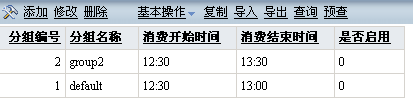 添加 修改 删除 基本操作 复制 导入 导出 查询 预查
分组编号 分组名称 消费开始时间 消费结束时间 是否启用
2 group2 12:30 13:30 0
1 default 12:30 13:00 0